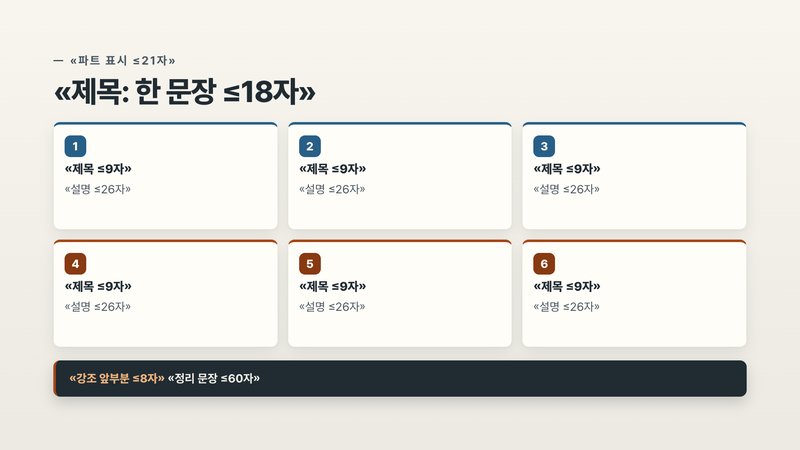 — «파트 표시 ≤21자»
«제목: 한 문장 ≤18자»
1
«제목 ≤9자»
«설명 ≤26자»
2
«제목 ≤9자»
«설명 ≤26자»
3
«제목 ≤9자»
«설명 ≤26자»
4
«제목 ≤9자»
«설명 ≤26자»
5
«제목 ≤9자»
«설명 ≤26자»
6
«제목 ≤9자»
«설명 ≤26자»
«강조 앞부분 ≤8자» «정리 문장 ≤60자»